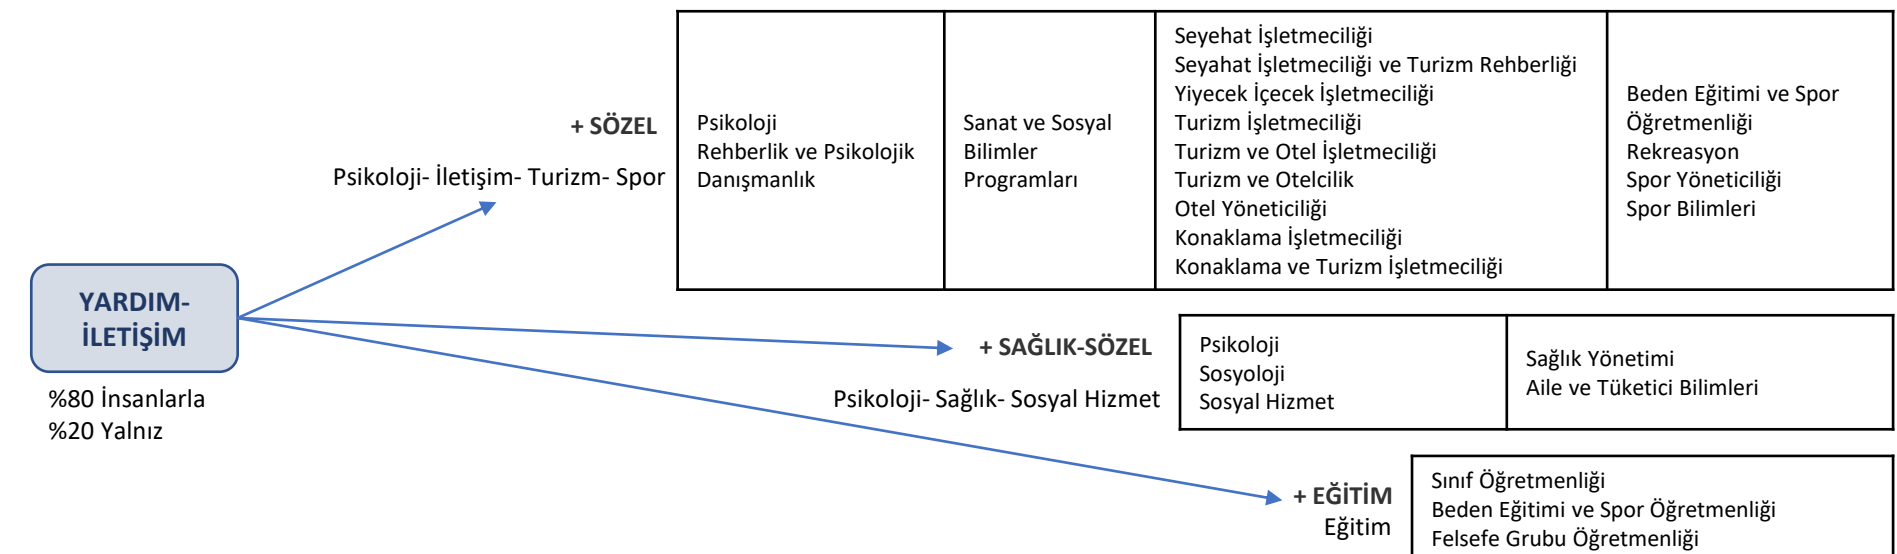 YARDIM-
İLETİŞİM
%80 İnsanlarla
%20 Yalnız
+ SÖZEL
Psikoloji- İletişim- Turizm- Spor
Psikoloji
Rehberlik ve Psikolojik
Danışmanlık
Sanat ve Sosyal
Bilimler
Programları
Seyehat İşletmeciliği
Seyahat İşletmeciliği ve Turizm Rehberliği
Yiyecek İçecek İşletmeciliği
Turizm İşletmeciliği
Turizm ve Otel İşletmeciliği
Turizm ve Otelcilik
Otel Yöneticiliği
Konaklama İşletmeciliği
Konaklama ve Turizm İşletmeciliği
Beden Eğitimi ve Spor
Öğretmenliği
Rekreasyon
Spor Yöneticiliği
Spor Bilimleri
+ SAĞLIK-SÖZEL
Psikoloji- Sağlık- Sosyal Hizmet
Psikoloji
Sosyoloji
Sosyal Hizmet
Sağlık Yönetimi
Aile ve Tüketici Bilimleri
+ EĞİTİM
Eğitim
Sınıf Öğretmenliği
Beden Eğitimi ve Spor Öğretmenliği
Felsefe Grubu Öğretmenliği